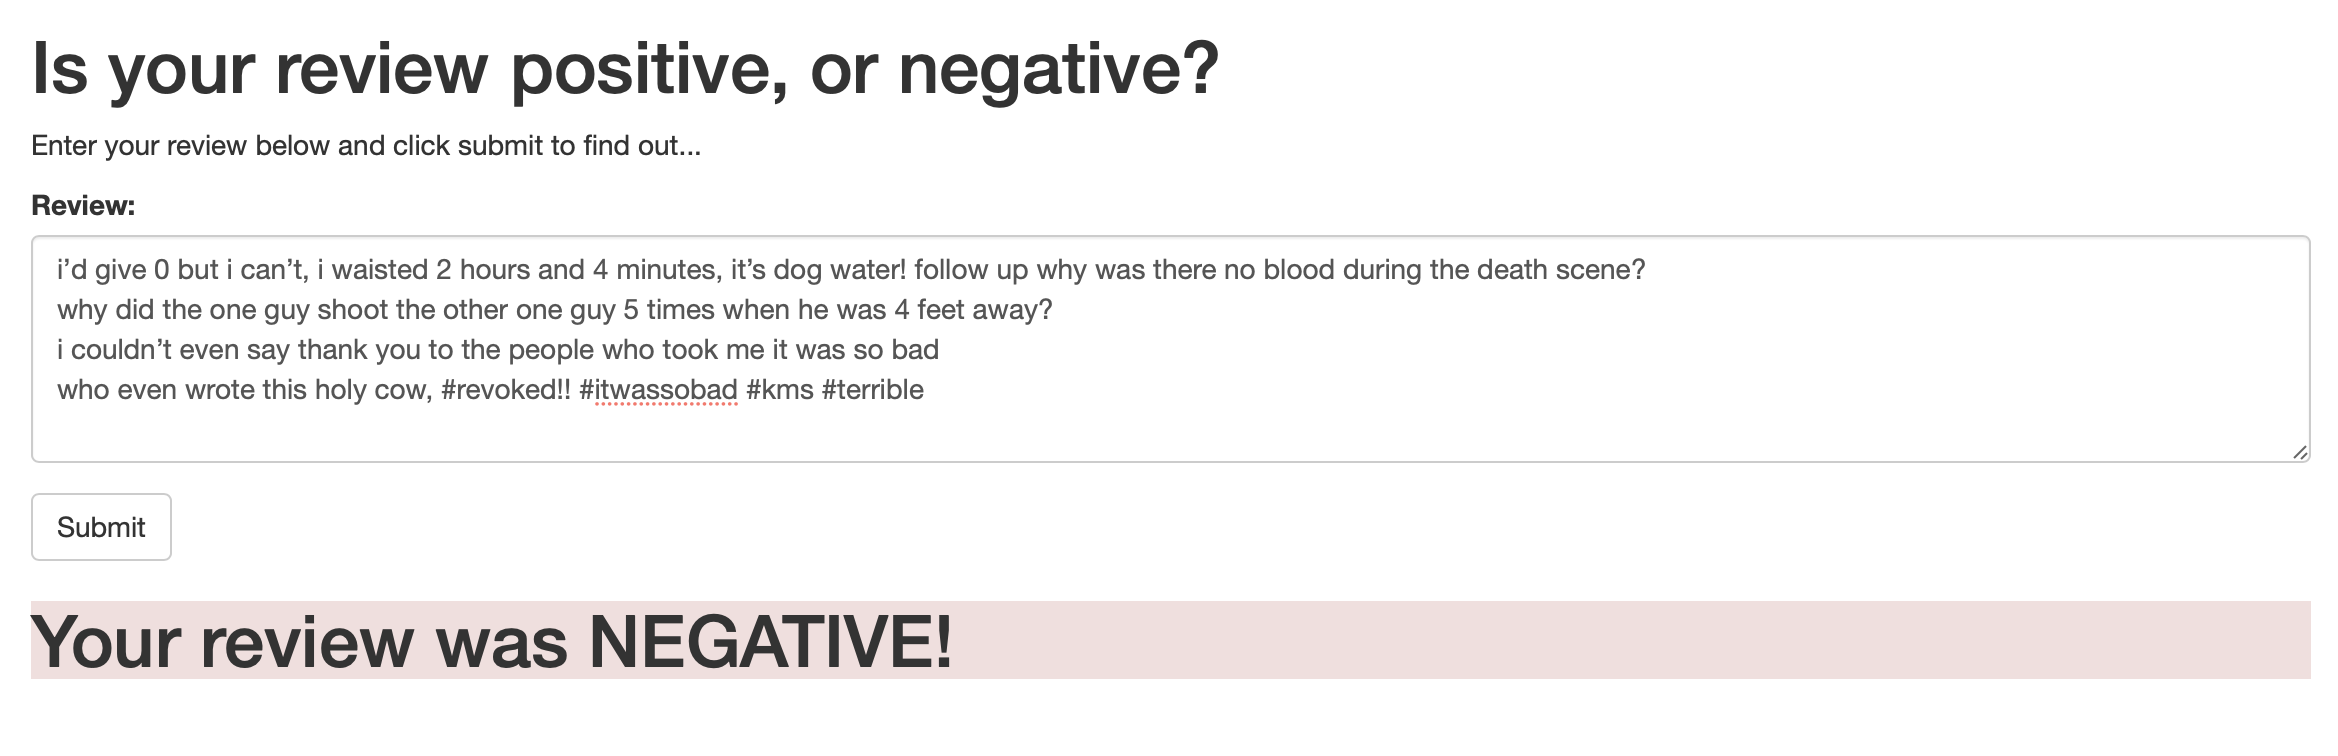 Is your review positive, or negative?
Enter your review below and click submit to find out...
Review:
i’d give 0 but i can’t, i waisted 2 hours and 4 minutes, it’s dog water! follow up why was there no blood during the death scene?
why did the one guy shoot the other one guy 5 times when he was 4 feet away?
i couldn’t even say thank you to the people who took me it was so bad
who even wrote this holy cow, #revoked!! #itwassobad #kms #terrible
Submit
Your review was NEGATIVE!